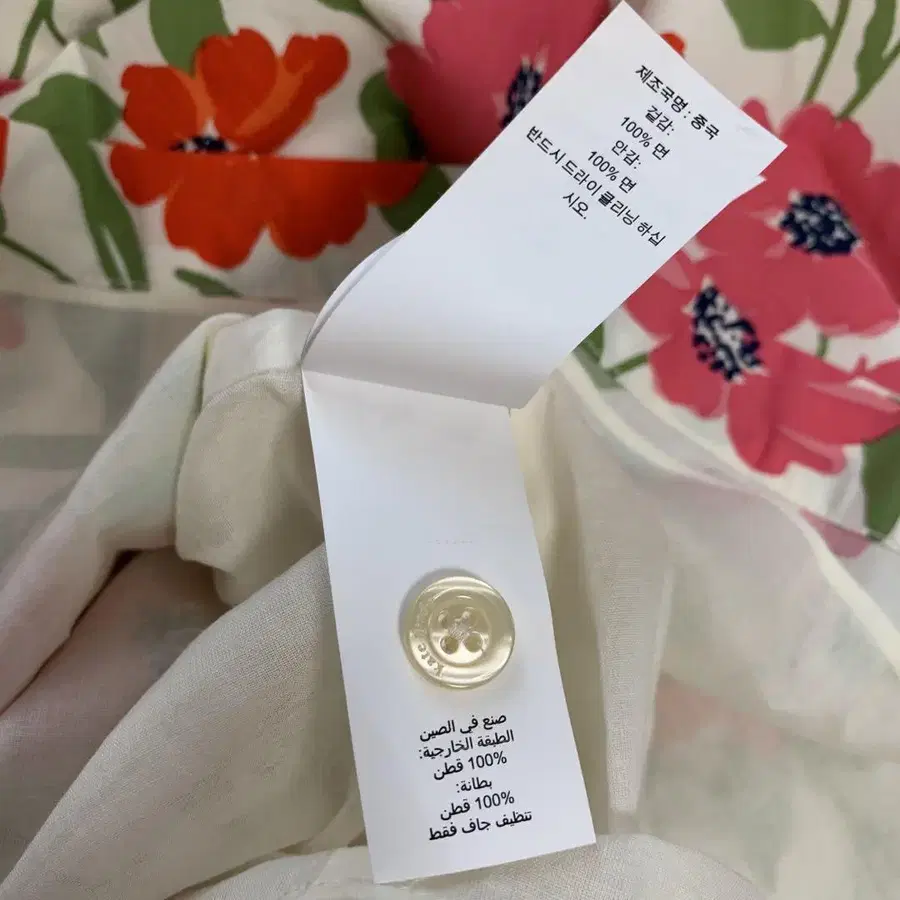 제조국명 : 중국
겉감:
100% 면
안감:
100% 면
반드시 드라이 클리닝 하십
시오.
kate
صنع في الصين
الطبقة الخارجية:
100% قطن
بطانة:
100% قطن
تنظيف جاف فقط